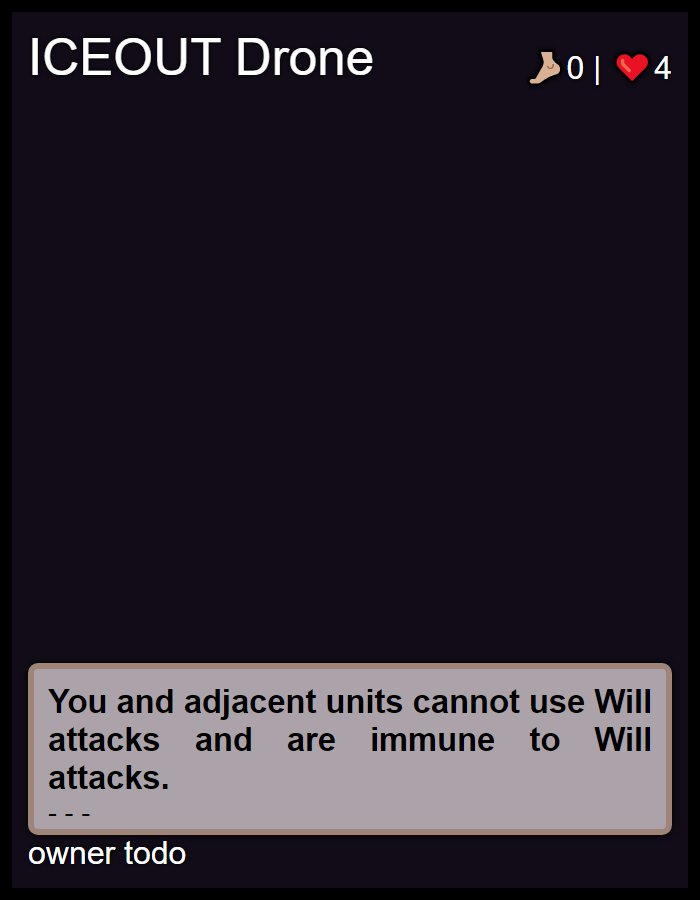 ICEOUT Drone
🦶🏼0 | ❤️4
You and adjacent units cannot use Will
attacks and are immune to Will
attacks.
- - -
owner todo